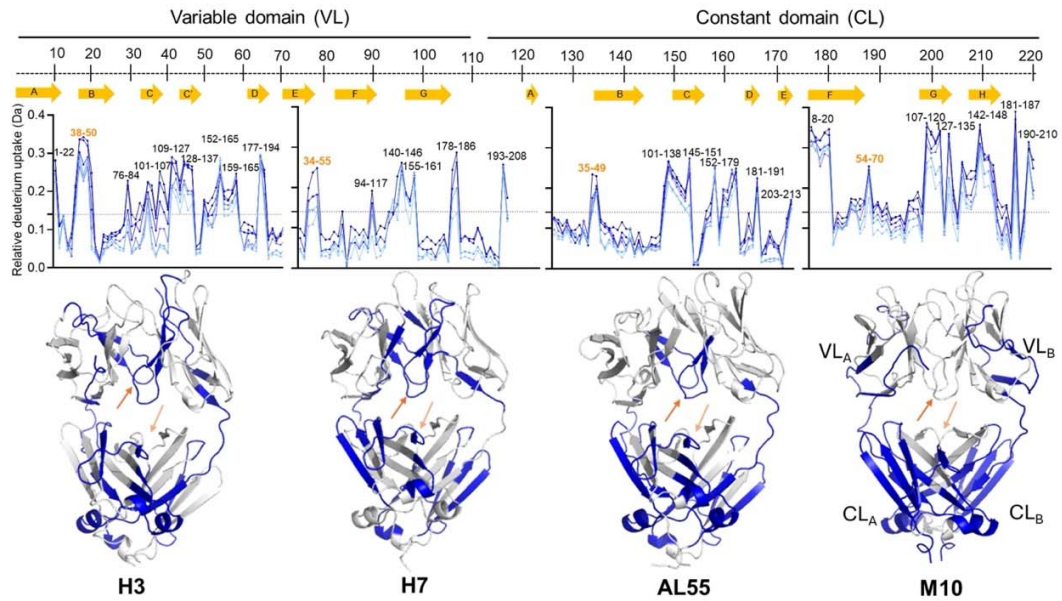 Variable domain (VL)
Constant domain (CL)
10 20 30 40 50 60 70 80 90 100 110 120 130 140 150 160 170 180 190 200 210 220
A B C C' D E F G A B C D E F G H
Relative deuterium uptake (Da)
0.4
0.3
0.2
0.1
0.0
1-22
38-50
76-84
101-107
109-127
128-137
152-165
159-165
177-194
34-55
94-117
140-146
155-161
178-186
193-208
35-49
101-138
145-151
152-179
181-191
203-213
8-20
54-70
107-120
127-135
142-148
181-187
190-210
VLA
VLB
CLA
CLB
H3
H7
AL55
M10